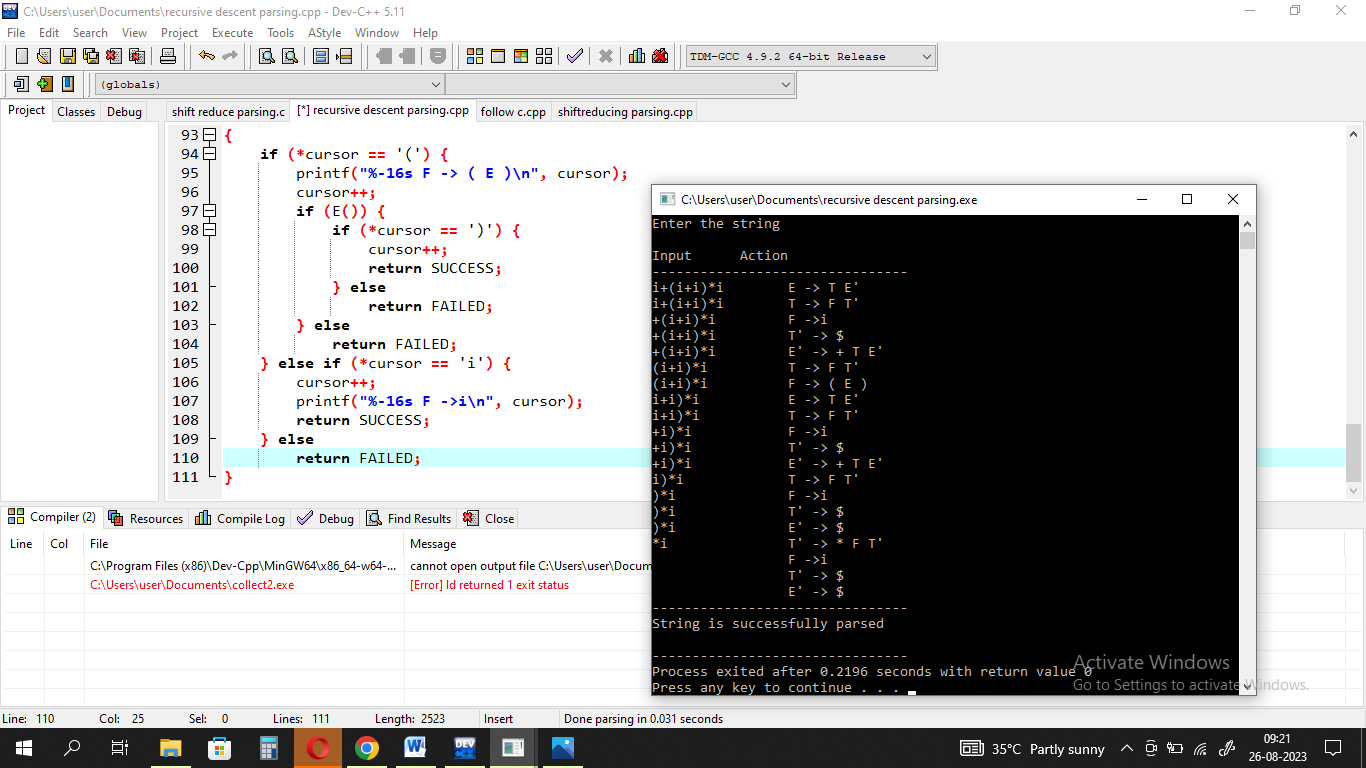 C:\Users\user\Documents\recursive descent parsing.cpp - Dev-C++ 5.11
File Edit Search View Project Execute Tools AStyle Window Help
TDM-GCC 4.9.2 64-bit Release
(globals)
Project Classes Debug
shift reduce parsing.c [*] recursive descent parsing.cpp follow c.cpp shiftreducing parsing.cpp
93 {
94 if (*cursor == '(') {
95 printf("%-16s F -> ( E )\n", cursor);
96 cursor++;
97 if (E()) {
98 if (*cursor == ')') {
99 cursor++;
100 return SUCCESS;
101 } else
102 return FAILED;
103 } else
104 return FAILED;
105 } else if (*cursor == 'i') {
106 cursor++;
107 printf("%-16s F ->i\n", cursor);
108 return SUCCESS;
109 } else
110 return FAILED;
111 }
C:\Users\user\Documents\recursive descent parsing.exe
Enter the string
Input Action
--------------------------------
i+(i+i)*i E -> T E'
i+(i+i)*i T -> F T'
+(i+i)*i F ->i
+(i+i)*i T' -> $
+(i+i)*i E' -> + T E'
(i+i)*i T -> F T'
(i+i)*i F -> ( E )
i+i)*i E -> T E'
i+i)*i T -> F T'
+i)*i F ->i
+i)*i T' -> $
+i)*i E' -> + T E'
i)*i T -> F T'
)*i F ->i
)*i T' -> $
)*i E' -> $
*i T' -> * F T'
F ->i
T' -> $
E' -> $
--------------------------------
String is successfully parsed
--------------------------------
Process exited after 0.2196 seconds with return value 0
Press any key to continue . . .
Activate Windows
Go to Settings to activate Windows.
Compiler (2) Resources Compile Log Debug Find Results Close
Line Col File Message
C:\Program Files (x86)\Dev-Cpp\MinGW64\x86_64-w64-... cannot open output file C:\Users\user\Docum
C:\Users\user\Documents\collect2.exe [Error] ld returned 1 exit status
Line: 110 Col: 25 Sel: 0 Lines: 111 Length: 2523 Insert Done parsing in 0.031 seconds
35°C Partly sunny
09:21
26-08-2023